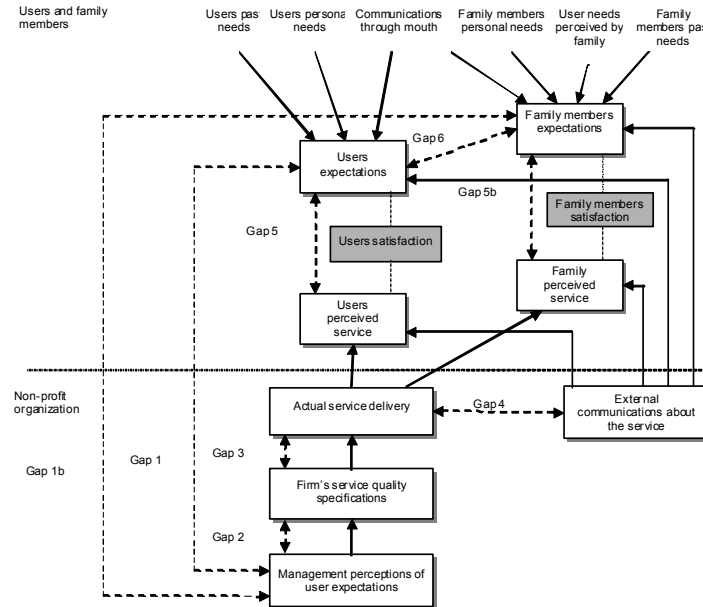 Users and family
members
Users pas
needs
Users persona
needs
Communications
through mouth
Family members
personal needs
User needs
perceived by
family
Family
members pas
needs
Family members
expectations
Gap 6
Users
expectations
Gap 5b
Family members
satisfaction
Gap 5
Users satisfaction
Family
perceived
service
Users
perceived
service
Non-profit
organization
Actual service delivery
Gap 4
External
communications about
the service
Gap 1b
Gap 1
Gap 3
Firm's service quality
specifications
Gap 2
Management perceptions of
user expectations